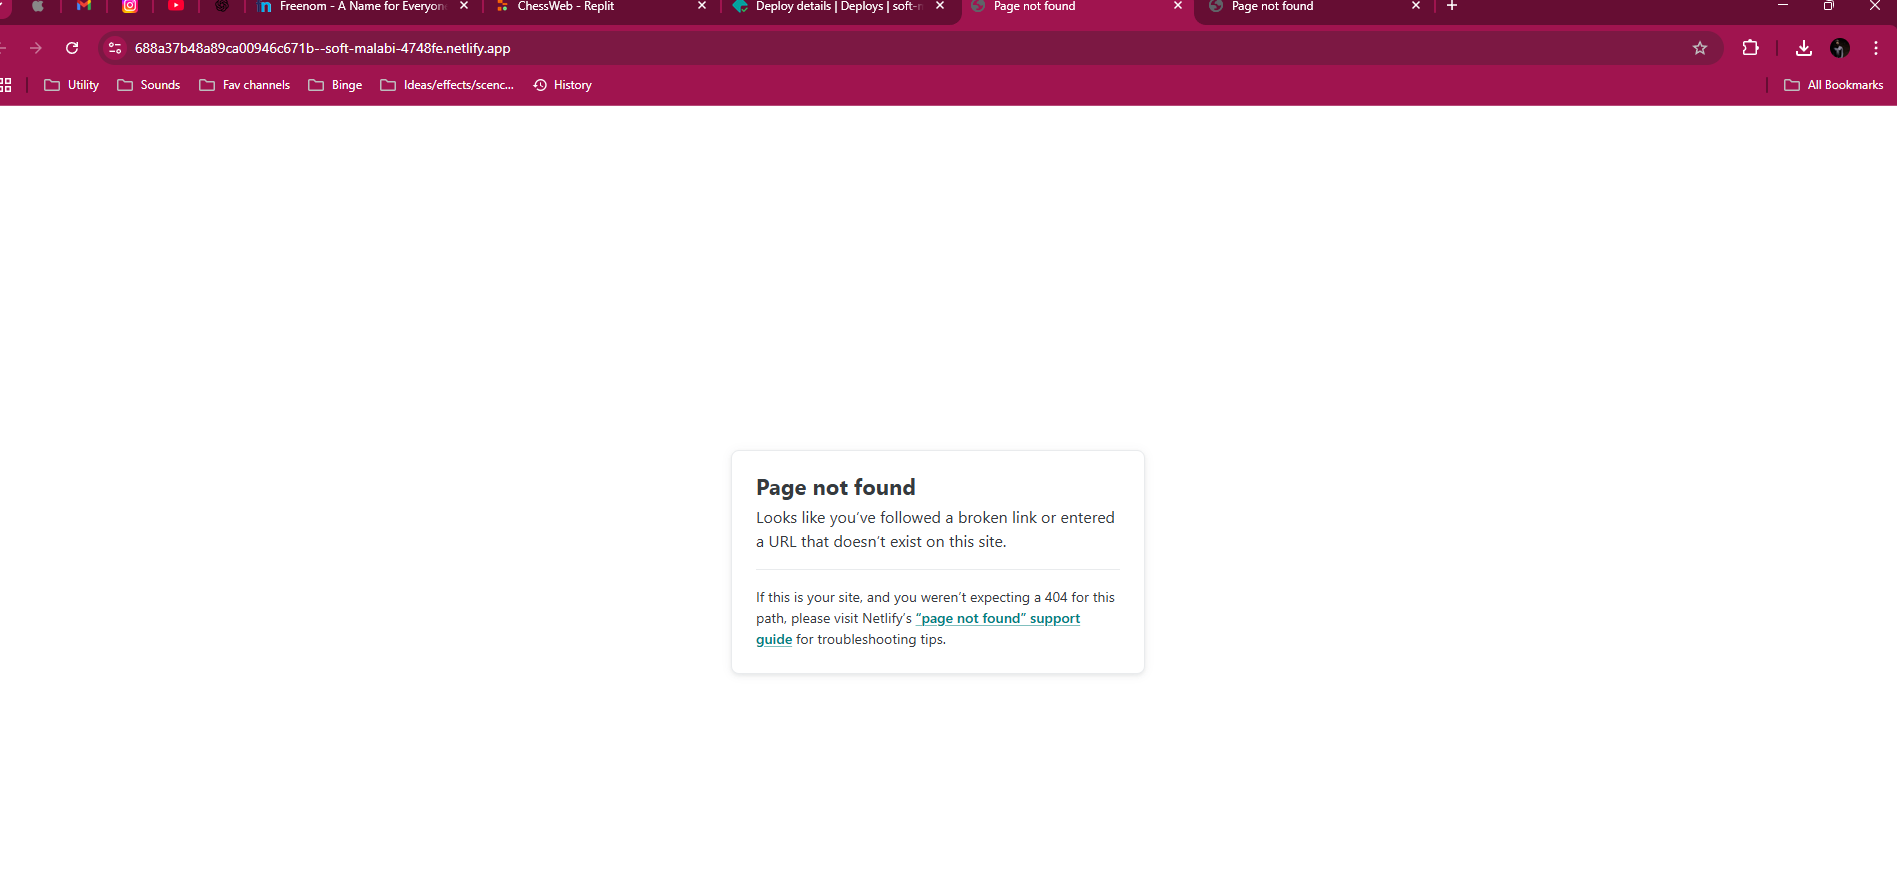 Freenom - A Name for Everyon
ChessWeb - Replit
Deploy details | Deploys | soft-n
Page not found
Page not found
688a37b48a89ca00946c671b--soft-malabi-4748fe.netlify.app
Utility
Sounds
Fav channels
Binge
Ideas/effects/scenc...
History
All Bookmarks
Page not found
Looks like you’ve followed a broken link or entered
a URL that doesn’t exist on this site.
If this is your site, and you weren’t expecting a 404 for this
path, please visit Netlify’s “page not found” support
guide for troubleshooting tips.